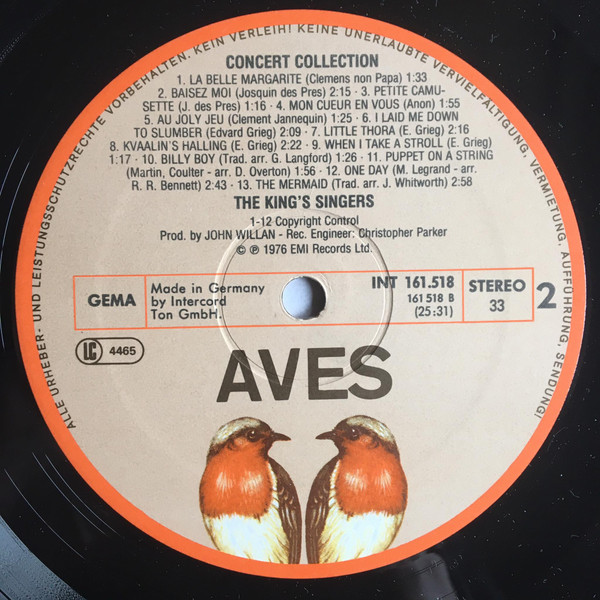 ALLE URHEBER- UND LEISTUNGSSCHUTZRECHTE VORBEHALTEN. KEIN VERLEIH! KEINE UNERLAUBTE VERVIELFÄLTIGUNG, VERMIETUNG, AUFFÜHRUNG, SENDUNG!
CONCERT COLLECTION
1. LA BELLE MARGARITE (Clemens non Papa) 1:33
2. BAISEZ MOI (Josquin des Pres) 2:15 · 3. PETITE CAMU-
SETTE (J. des Pres) 1:16 · 4. MON CUEUR EN VOUS (Anon) 1:55
5. AU JOLY JEU (Clement Jannequin) 1:25 · 6. I LAID ME DOWN
TO SLUMBER (Edvard Grieg) 2:09 · 7. LITTLE THORA (E. Grieg) 2:16
8. KVAALIN'S HALLING (E. Grieg) 2:22 · 9. WHEN I TAKE A STROLL (E. Grieg)
1:17 · 10. BILLY BOY (Trad. arr. G. Langford) 1:26 · 11. PUPPET ON A STRING
(Martin, Coulter - arr. D. Overton) 1:56 · 12. ONE DAY (M. Legrand - arr.
R. R. Bennett) 2:43 · 13. THE MERMAID (Trad. arr. J. Whitworth) 2:58
THE KING'S SINGERS
1-12 Copyright Control
Prod. by JOHN WILLAN - Rec. Engineer: Christopher Parker
© ℗ 1976 EMI Records Ltd.
GEMA
Made in Germany
by Intercord
Ton GmbH.
INT 161.518
161 518 B
(25:31)
STEREO
33
2
LC 4465
AVES